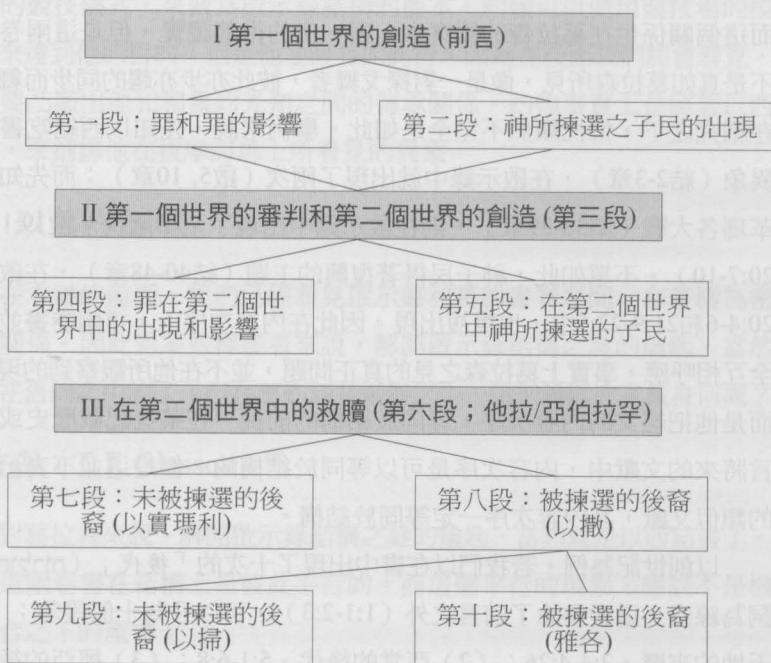 I 第一個世界的創造 (前言)
第一段：罪和罪的影響
第二段：神所揀選之子民的出現
II 第一個世界的審判和第二個世界的創造 (第三段)
第四段：罪在第二個世
界中的出現和影響
第五段：在第二個世界
中神所揀選的子民
III 在第二個世界中的救贖 (第六段；他拉/亞伯拉罕)
第七段：未被揀選的後
裔 (以實瑪利)
第八段：被揀選的後裔
(以撒)
第九段：未被揀選的後
裔 (以掃)
第十段：被揀選的後裔
(雅各)